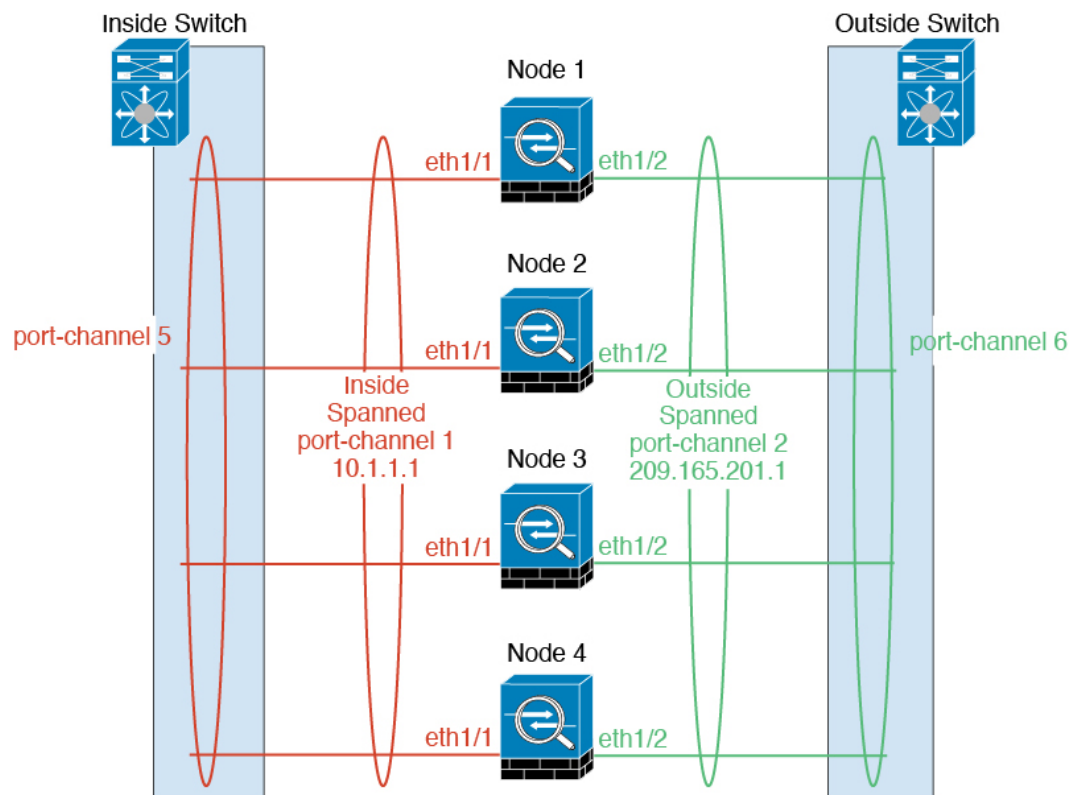 Inside Switch
Outside Switch
Node 1
eth1/1
eth1/2
Node 2
port-channel 5
eth1/1
eth1/2
port-channel 6
Inside
Spanned
port-channel 1
10.1.1.1
Outside
Spanned
port-channel 2
209.165.201.1
Node 3
eth1/1
eth1/2
Node 4
eth1/1
eth1/2